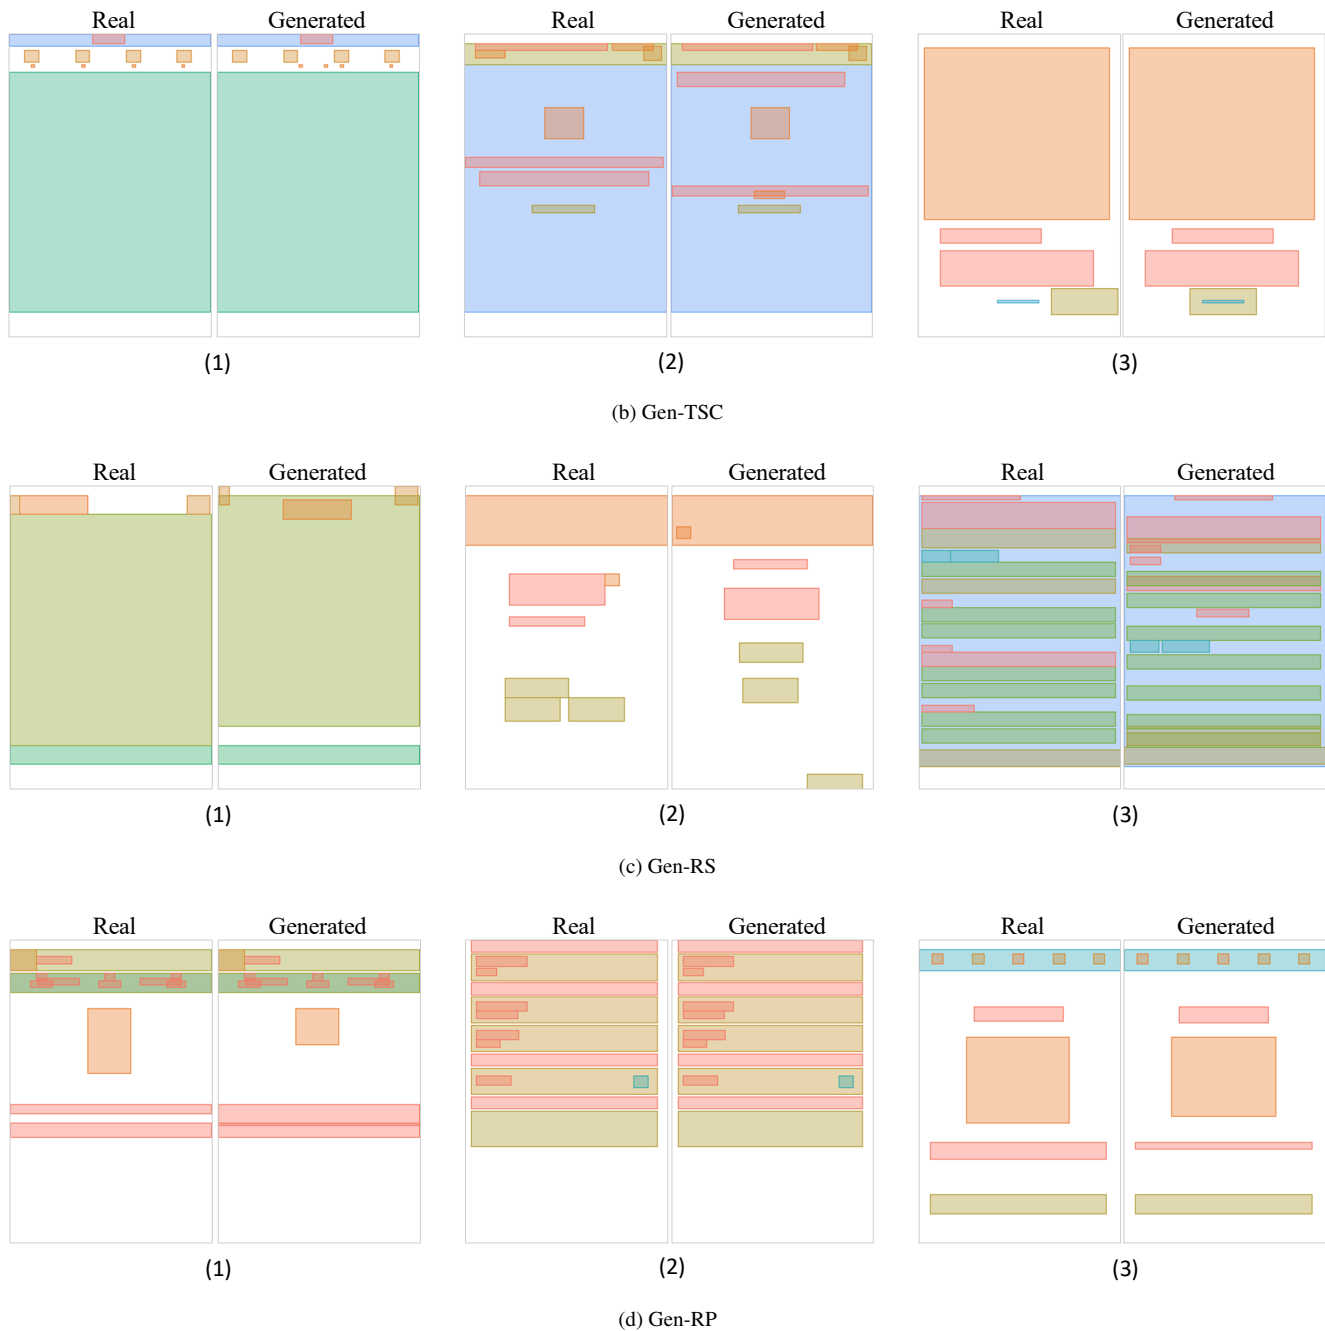 Real Generated Real Generated Real Generated
(1) (2) (3)
(b) Gen-TSC
Real Generated Real Generated Real Generated
(1) (2) (3)
(c) Gen-RS
Real Generated Real Generated Real Generated
(1) (2) (3)
(d) Gen-RP